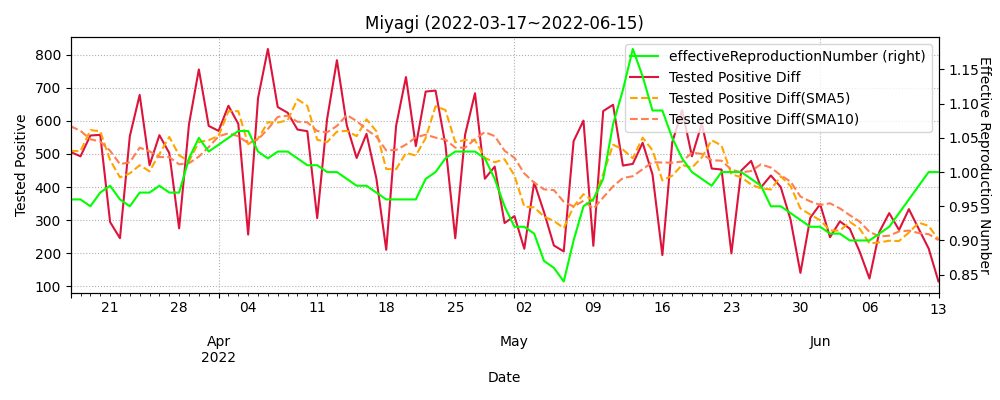 Miyagi (2022-03-17~2022-06-15)
effectiveReproductionNumber (right)
Tested Positive Diff
Tested Positive Diff(SMA5)
Tested Positive Diff(SMA10)
Tested Positive
800
700
600
500
400
300
200
100
1.15
1.10
1.05
1.00
0.95
0.90
0.85
Effective Reproduction Number
21 28 04 11 18 25 02 09 16 23 30 06 13
Apr May Jun
2022
Date